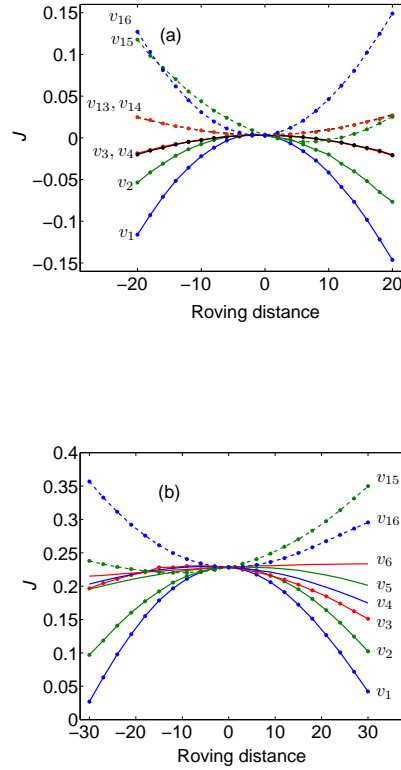 (a)
v16
v15
v13, v14
v3, v4
v2
v1
J
0.15
0.1
0.05
0
−0.05
−0.1
−0.15
−20 −10 0 10 20
Roving distance
(b)
v15
v16
v6
v5
v4
v3
v2
v1
J
0.4
0.35
0.3
0.25
0.2
0.15
0.1
0.05
0
−30 −20 −10 0 10 20 30
Roving distance